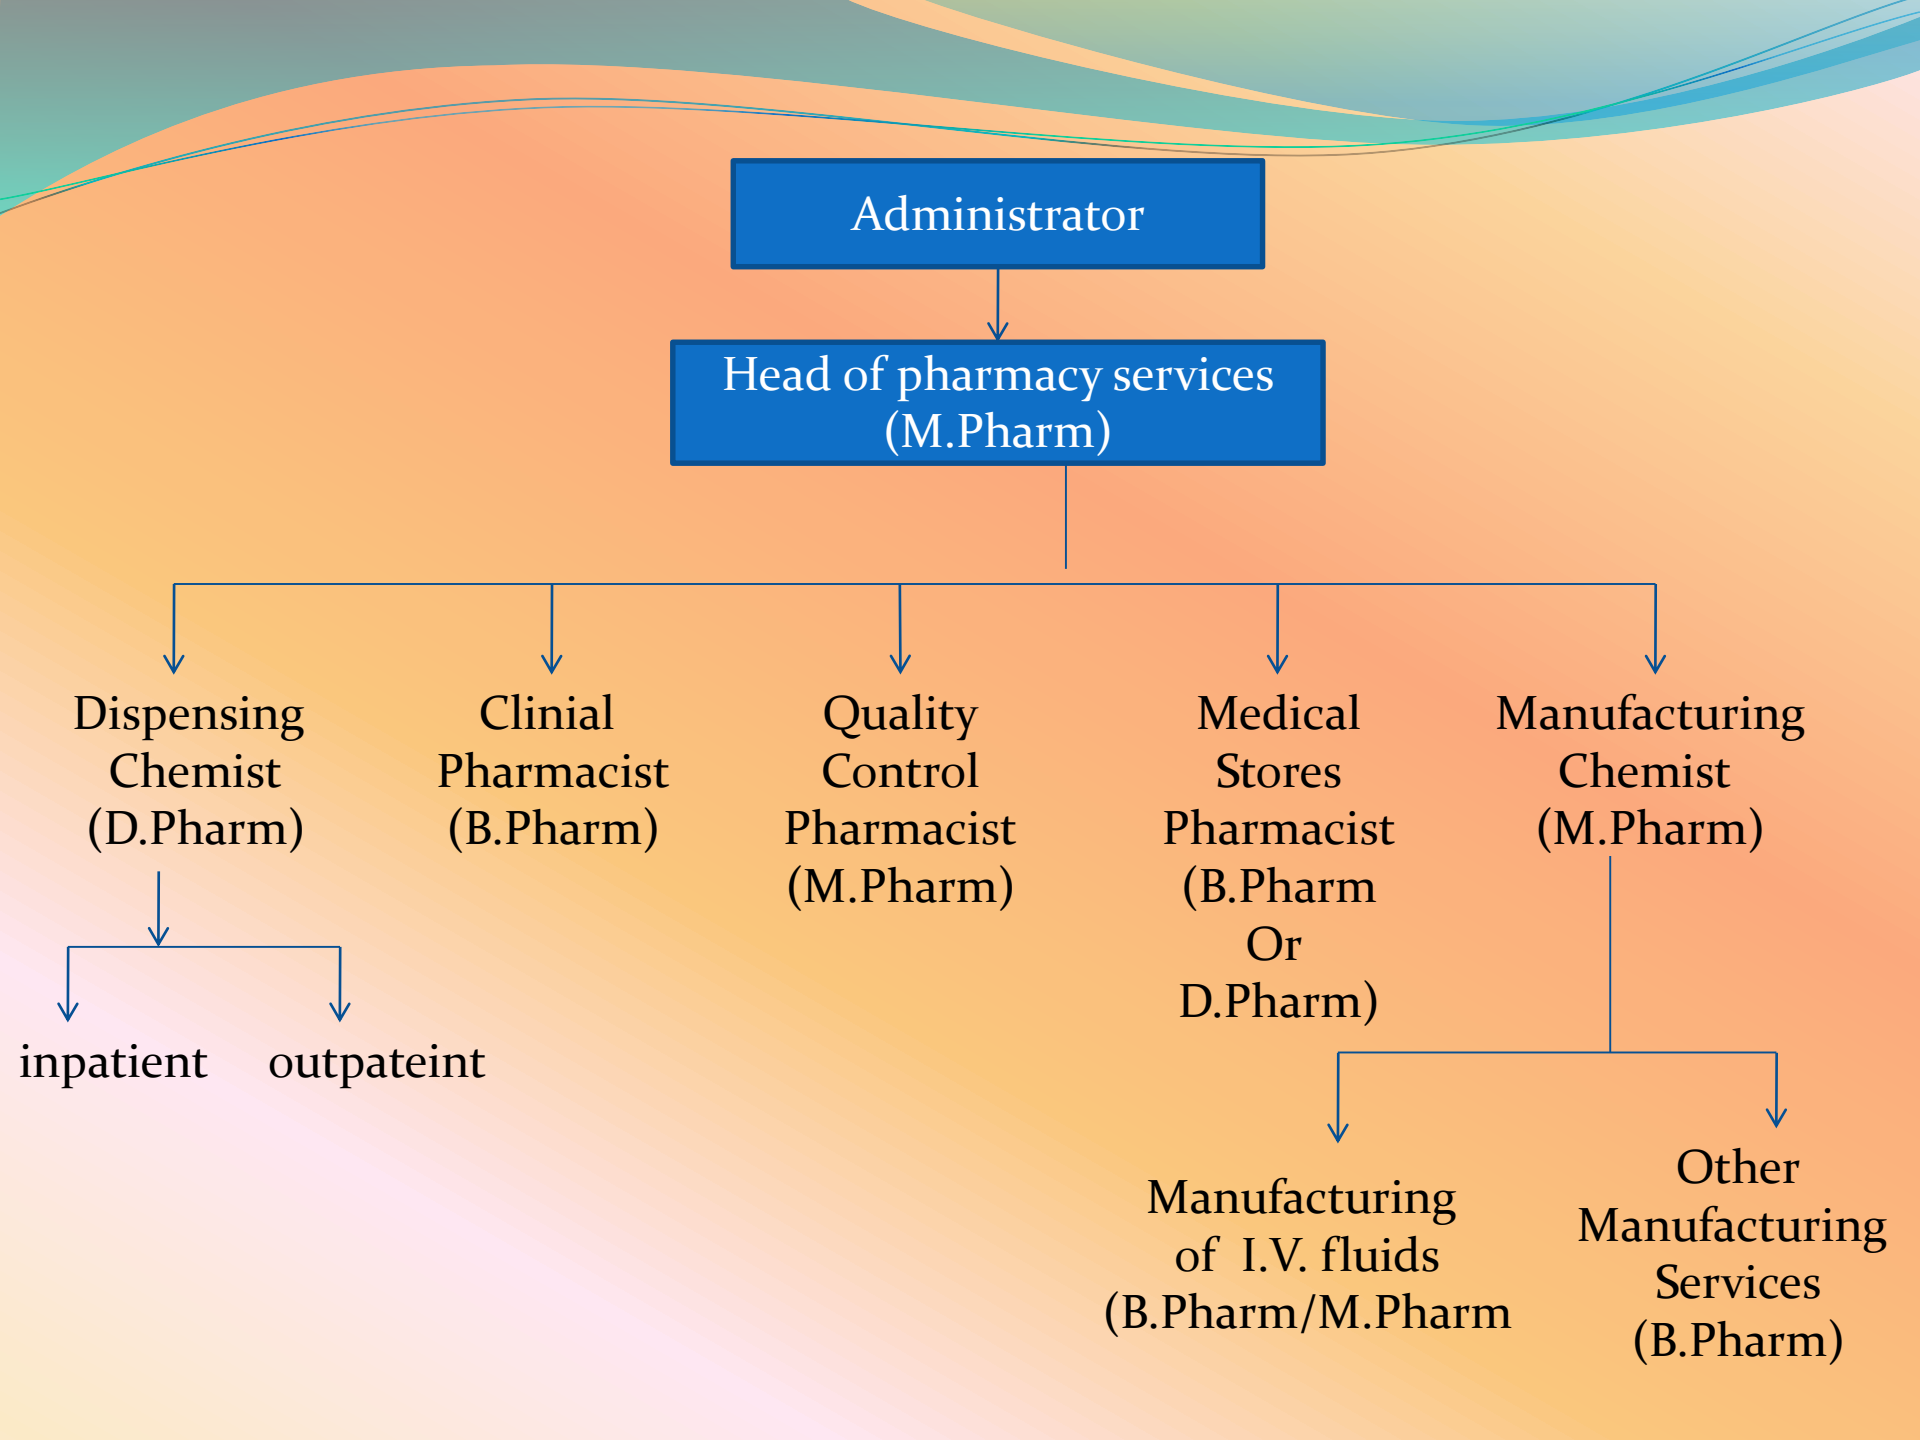 Administrator
Head of pharmacy services
(M.Pharm)
Dispensing
Chemist
(D.Pharm)
Clinial
Pharmacist
(B.Pharm)
Quality
Control
Pharmacist
(M.Pharm)
Medical
Stores
Pharmacist
(B.Pharm
Or
D.Pharm)
Manufacturing
Chemist
(M.Pharm)
inpatient
outpateint
Manufacturing
of I.V. fluids
(B.Pharm/M.Pharm
Other
Manufacturing
Services
(B.Pharm)